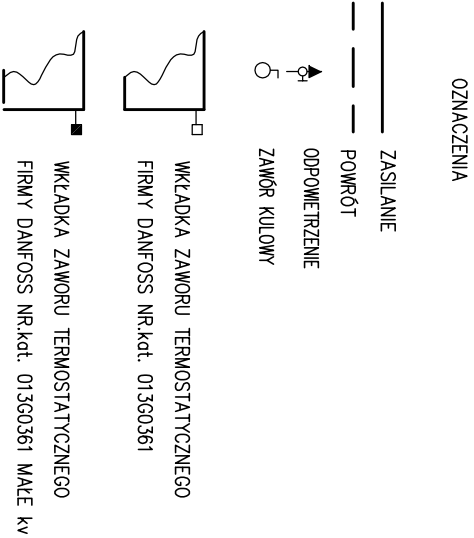 OZNACZENIA
ZASILANIE
POWRÓT
ODPOWIETRZENIE
ZAWÓR KULOWY
WKŁADKA ZAWORU TERMOSTATYCZNEGO
FIRMY DANFOSS NR.kat. 013G0361
WKŁADKA ZAWORU TERMOSTATYCZNEGO
FIRMY DANFOSS NR.kat. 013G0361 MAŁE kv